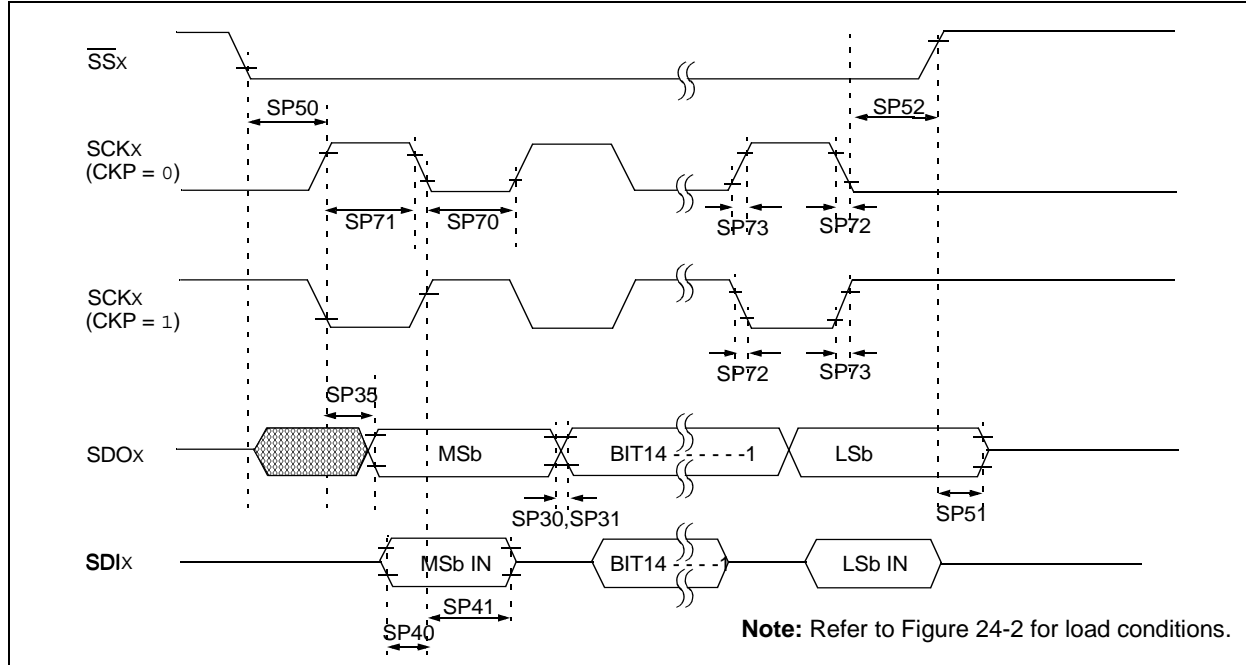 SSX
SP50
SP52
SCKX
(CKP = 0)
SP71
SP70
SP73
SP72
SCKX
(CKP = 1)
SP72
SP73
SP35
SDOX
MSb
BIT14 - - - - - -1
LSb
SP30,SP31
SP51
SDIX
MSb IN
BIT14 - - - - -1
LSb IN
SP41
SP40
Note: Refer to Figure 24-2 for load conditions.